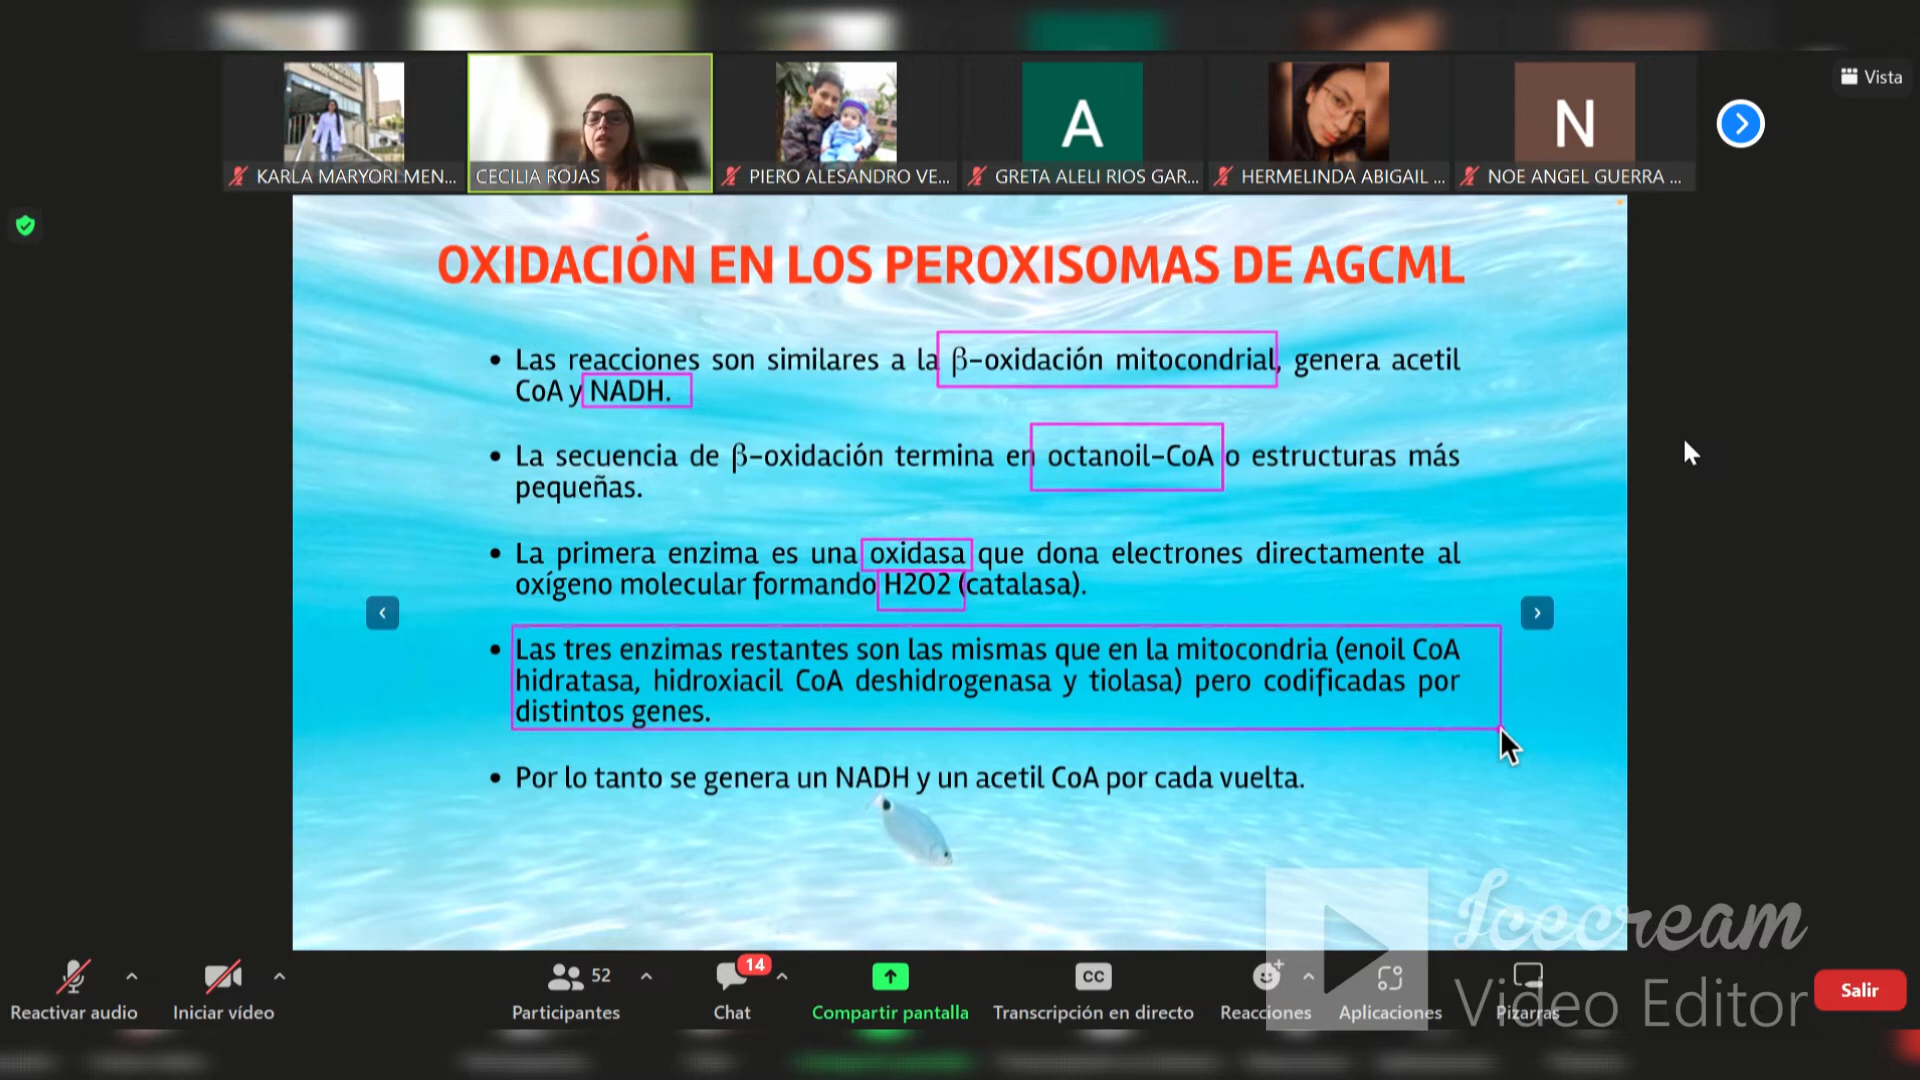 A
N
Vista
KARLA MARYORI MEN...
CECILIA ROJAS
PIERO ALESANDRO VE...
GRETA ALELI RIOS GAR...
HERMELINDA ABIGAIL ...
NOE ANGEL GUERRA ...
OXIDACIÓN EN LOS PEROXISOMAS DE AGCML
• Las reacciones son similares a la β-oxidación mitocondrial, genera acetil
CoA y NADH.
• La secuencia de β-oxidación termina en octanoil-CoA o estructuras más
pequeñas.
• La primera enzima es una oxidasa que dona electrones directamente al
oxígeno molecular formando H2O2 (catalasa).
• Las tres enzimas restantes son las mismas que en la mitocondria (enoil CoA
hidratasa, hidroxiacil CoA deshidrogenasa y tiolasa) pero codificadas por
distintos genes.
• Por lo tanto se genera un NADH y un acetil CoA por cada vuelta.
Icecream
Video Editor
52
14
CC
Reactivar audio
Iniciar vídeo
Participantes
Chat
Compartir pantalla
Transcripción en directo
Reacciones
Aplicaciones
Pizarras
Salir